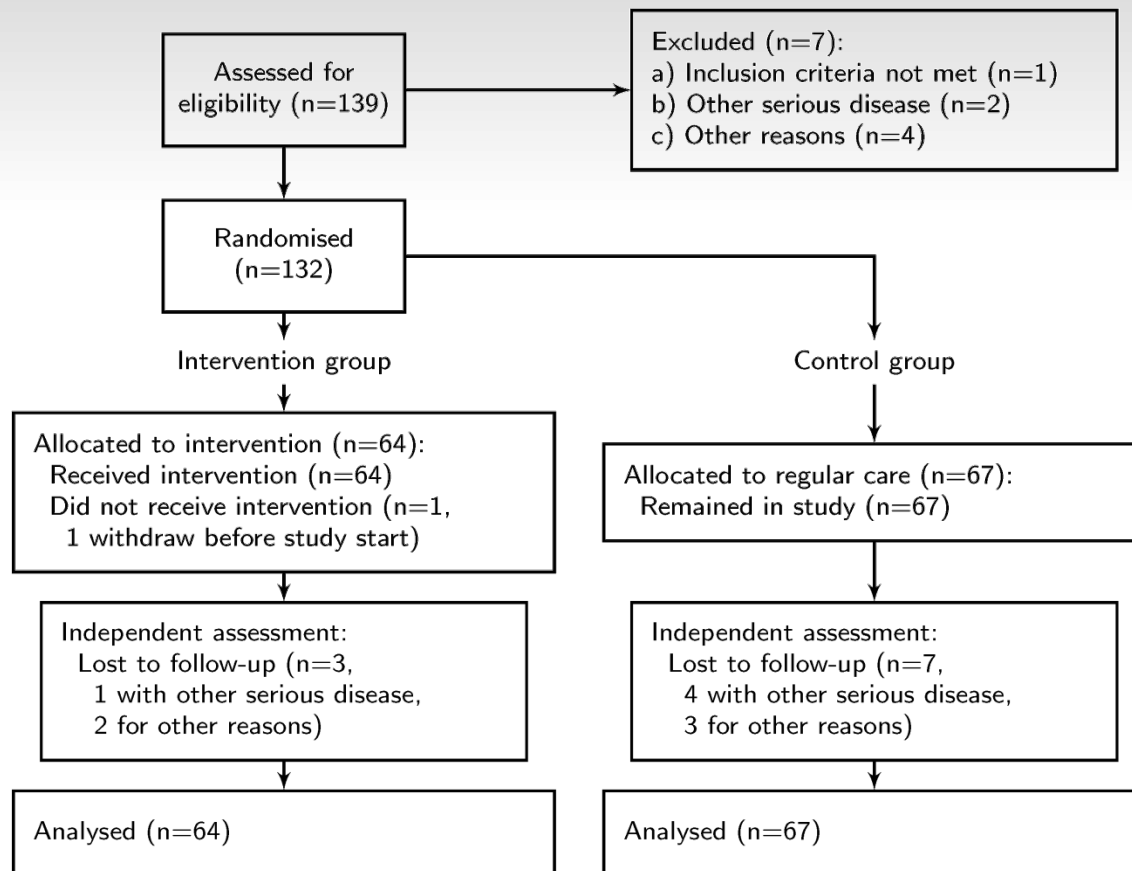 Assessed for
eligibility (n=139)
Excluded (n=7):
a) Inclusion criteria not met (n=1)
b) Other serious disease (n=2)
c) Other reasons (n=4)
Randomised
(n=132)
Intervention group
Control group
Allocated to intervention (n=64):
Received intervention (n=64)
Did not receive intervention (n=1,
1 withdraw before study start)
Allocated to regular care (n=67):
Remained in study (n=67)
Independent assessment:
Lost to follow-up (n=3,
1 with other serious disease,
2 for other reasons)
Independent assessment:
Lost to follow-up (n=7,
4 with other serious disease,
3 for other reasons)
Analysed (n=64)
Analysed (n=67)